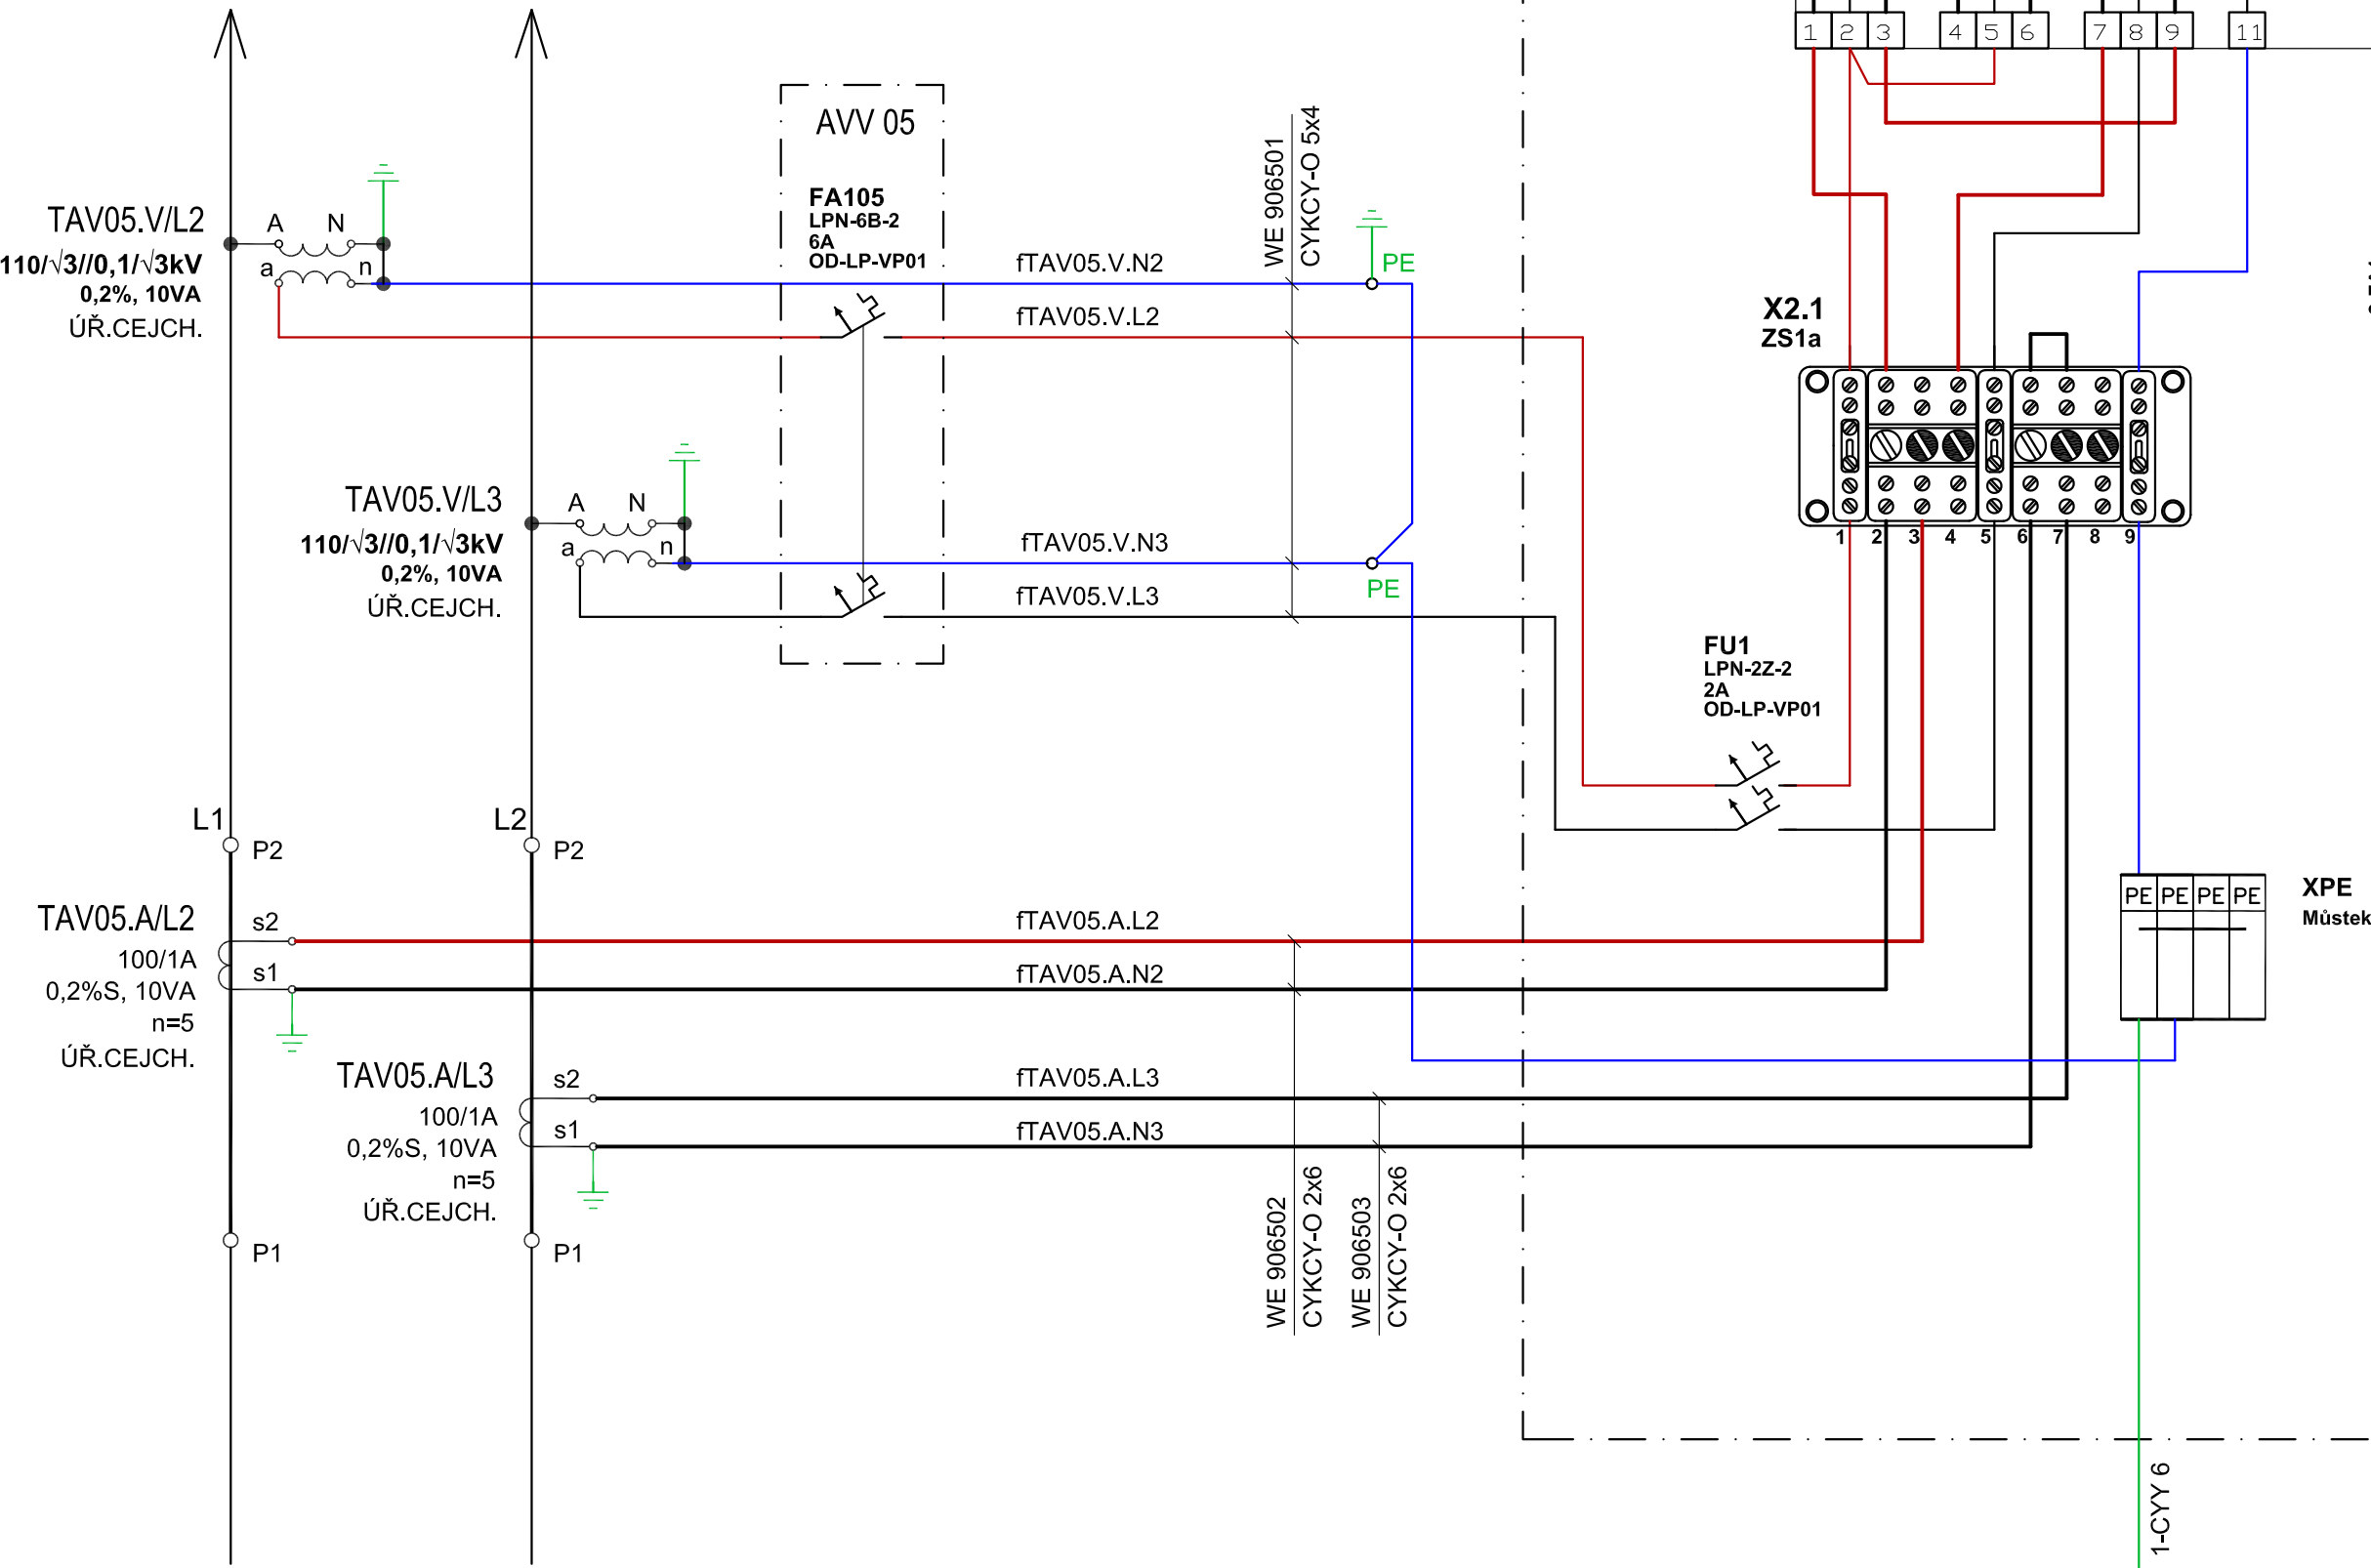 1 2 3 4 5 6 7 8 9 11
AVV 05
FA105
LPN-6B-2
6A
OD-LP-VP01
WE 906501
CYKCY-O 5x4
TAV05.V/L2
110/√3//0,1/√3kV
0,2%, 10VA
ÚŘ.CEJCH.
A N
a n
fTAV05.V.N2
fTAV05.V.L2
PE
X2.1
ZS1a
TAV05.V/L3
110/√3//0,1/√3kV
0,2%, 10VA
ÚŘ.CEJCH.
A N
a n
fTAV05.V.N3
fTAV05.V.L3
PE
1 2 3 4 5 6 7 8 9
FU1
LPN-2Z-2
2A
OD-LP-VP01
L1
P2
L2
P2
TAV05.A/L2
100/1A
0,2%S, 10VA
n=5
ÚŘ.CEJCH.
s2
s1
fTAV05.A.L2
fTAV05.A.N2
PE PE PE PE
XPE
Můstek
TAV05.A/L3
100/1A
0,2%S, 10VA
n=5
ÚŘ.CEJCH.
s2
s1
fTAV05.A.L3
fTAV05.A.N3
P1
P1
WE 906502
CYKCY-O 2x6
WE 906503
CYKCY-O 2x6
1-CYY 6